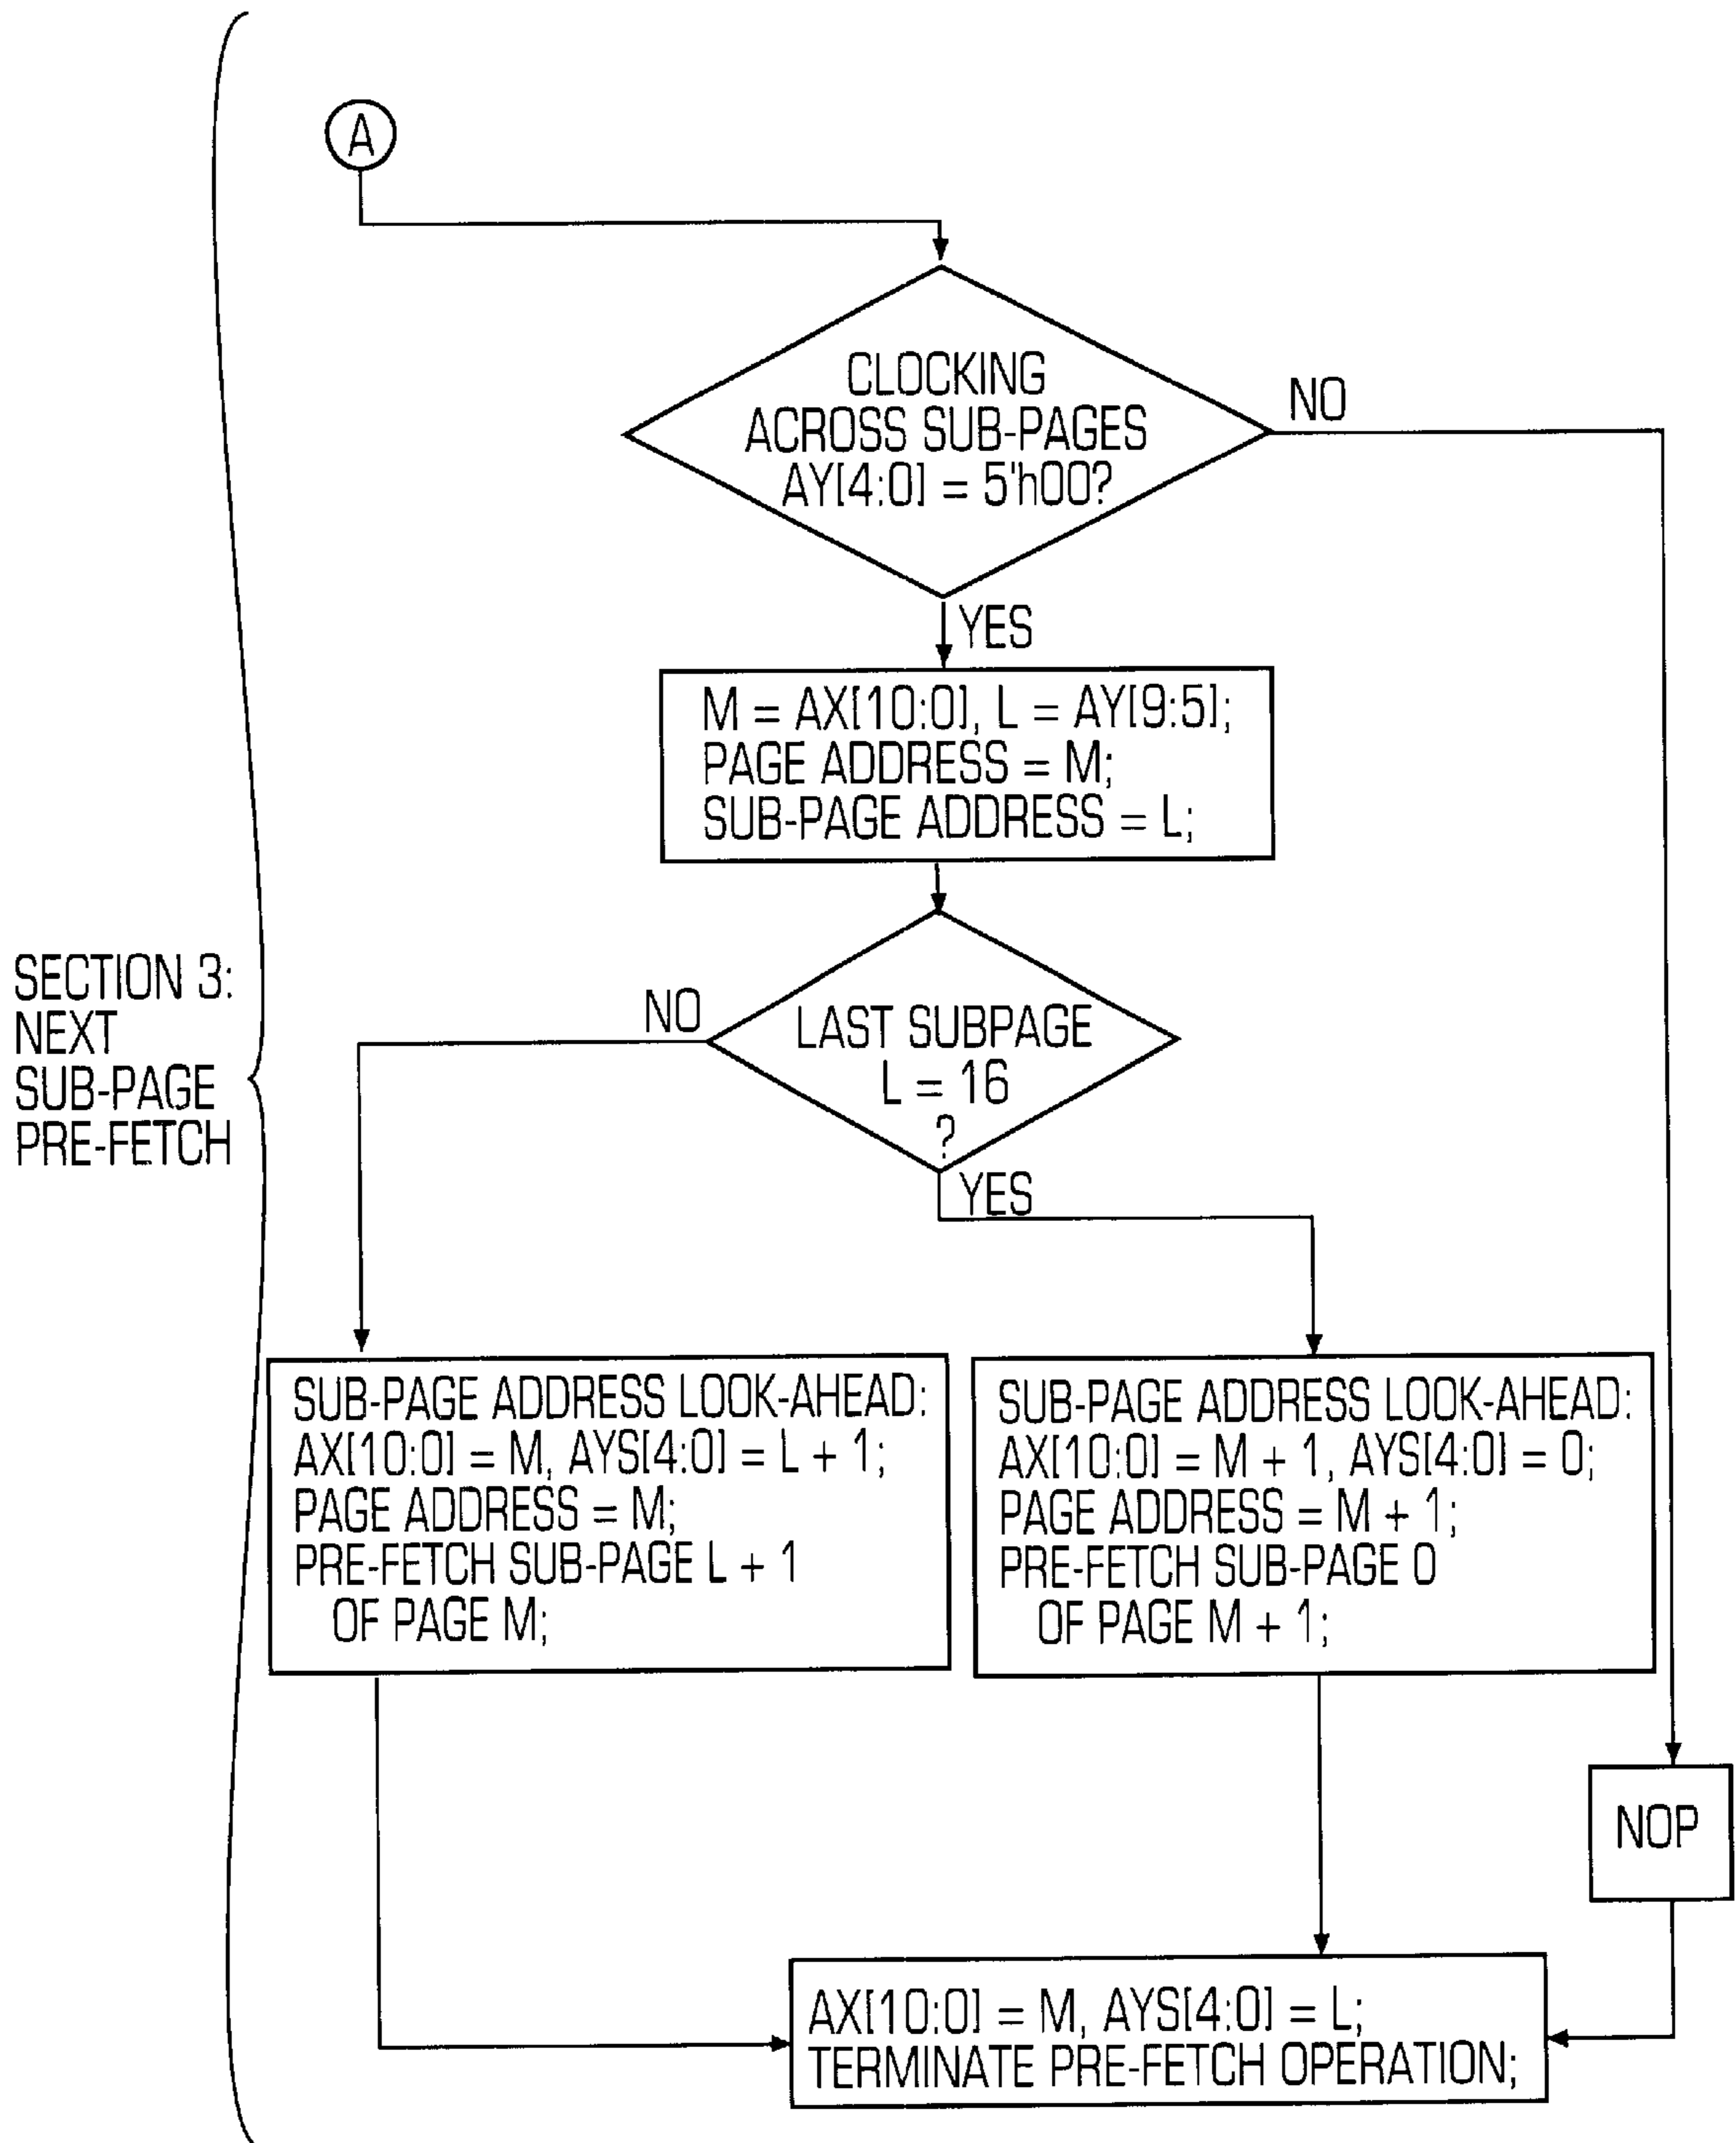 A
CLOCKING
ACROSS SUB-PAGES
AY[4:0] = 5'h00?
NO
YES
M = AX[10:0], L = AY[9:5];
PAGE ADDRESS = M;
SUB-PAGE ADDRESS = L;
SECTION 3:
NEXT
SUB-PAGE
PRE-FETCH
NO
LAST SUBPAGE
L = 16
?
YES
SUB-PAGE ADDRESS LOOK-AHEAD:
AX[10:0] = M, AYS[4:0] = L + 1;
PAGE ADDRESS = M;
PRE-FETCH SUB-PAGE L + 1
OF PAGE M;
SUB-PAGE ADDRESS LOOK-AHEAD:
AX[10:0] = M + 1, AYS[4:0] = 0;
PAGE ADDRESS = M + 1;
PRE-FETCH SUB-PAGE 0
OF PAGE M + 1;
NOP
AX[10:0] = M, AYS[4:0] = L;
TERMINATE PRE-FETCH OPERATION;